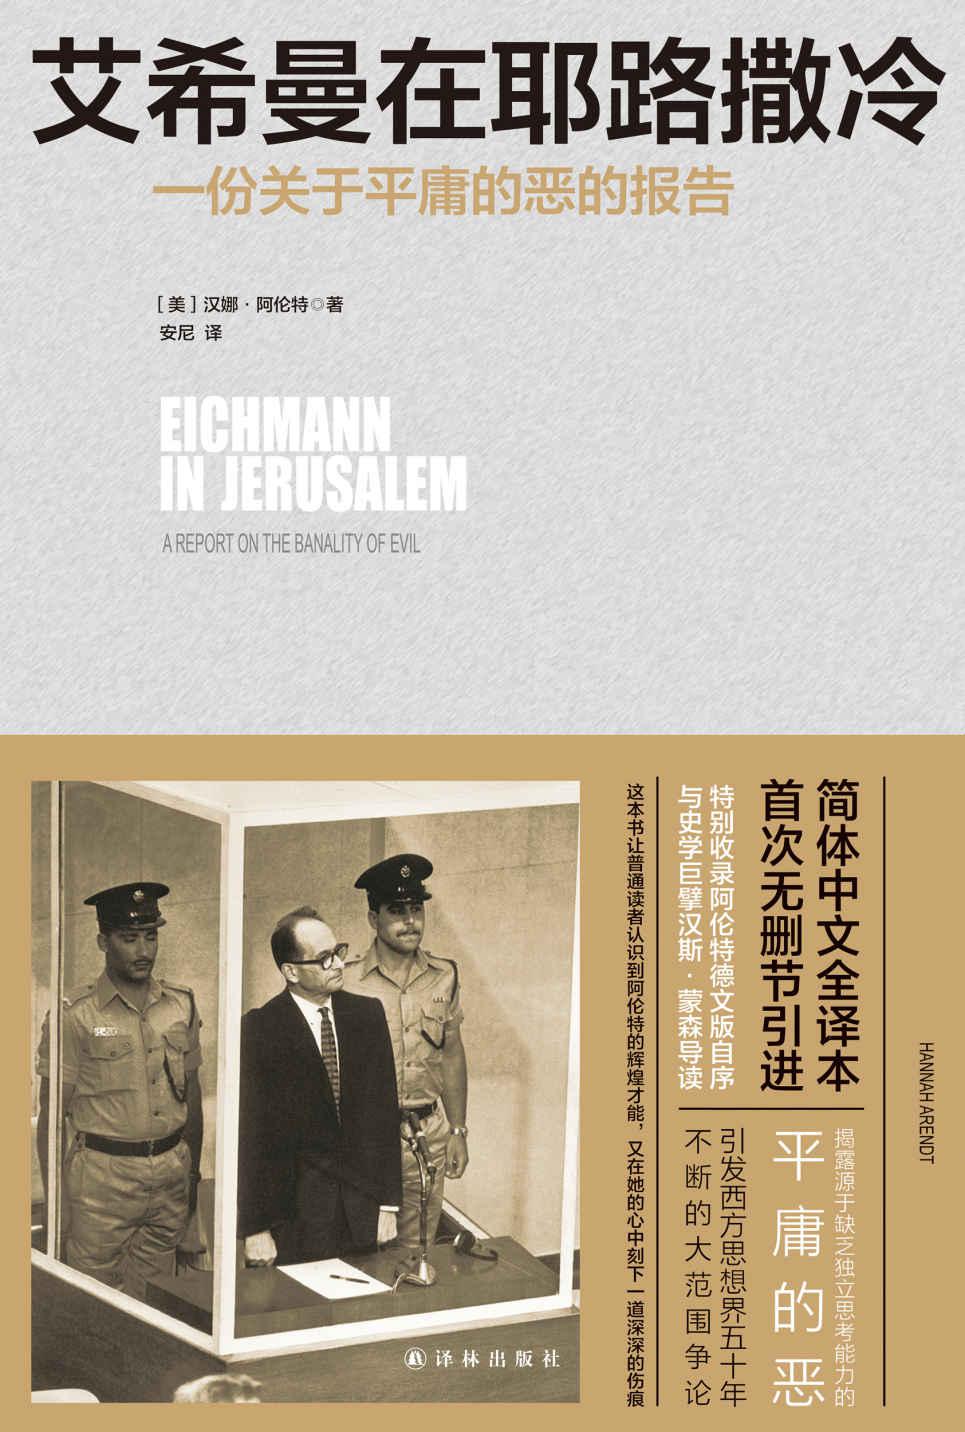 艾希曼在耶路撒冷
一份关于平庸的恶的报告
[美] 汉娜·阿伦特◎著
安尼 译
EICHMANN
IN JERUSALEM
A REPORT ON THE BANALITY OF EVIL
简体中文全译本
首次无删节引进
特别收录阿伦特德文版自序
与史学巨擘汉斯·蒙森导读
揭露源于缺乏独立思考能力的
平庸的恶
引发西方思想界五十年
不断的大范围争论
这本书让普通读者认识到阿伦特的辉煌才能，又在她的心中刻下一道深深的伤痕
HANNAH ARENDT
译林出版社